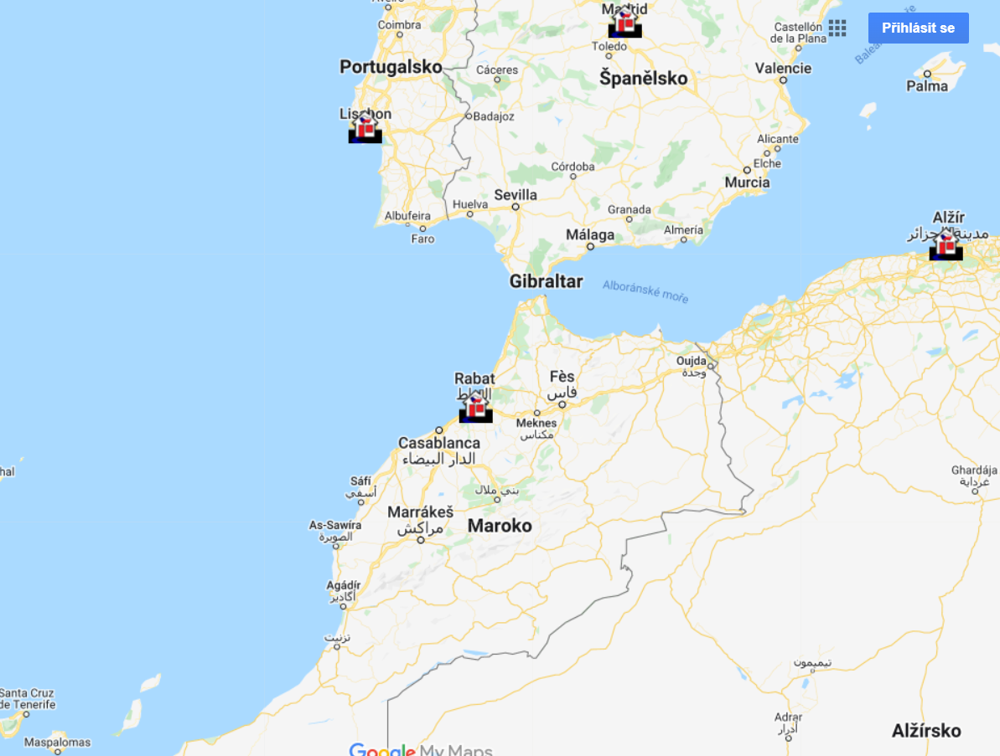 Aveiro
Coimbra
Madrid
Castellón
de la Plana
Přihlásit se
Toledo
Portugalsko
Cáceres
Španělsko
Valencie
Palma
Badajoz
Alicante
Elche
Córdoba
Murcia
Sevilla
Huelva
Granada
Albufeira
Faro
Málaga
Almería
Alžír
Gibraltar
Alboránské moře
Oujda
وجدة
Rabat
Fès
فاس
Meknes
مكناس
Casablanca
الدار البيضاء
Ghardája
غرداية
hal
Sáfí
آسفي
بني ملال
Marrákeš
مراكش
As-Sawíra
الصويرة
Maroko
Agádír
أكادير
تزنيت
تيميمون
Santa Cruz
de Tenerife
Adrar
أدرار
Maspalomas
Alžírsko
Google My Maps